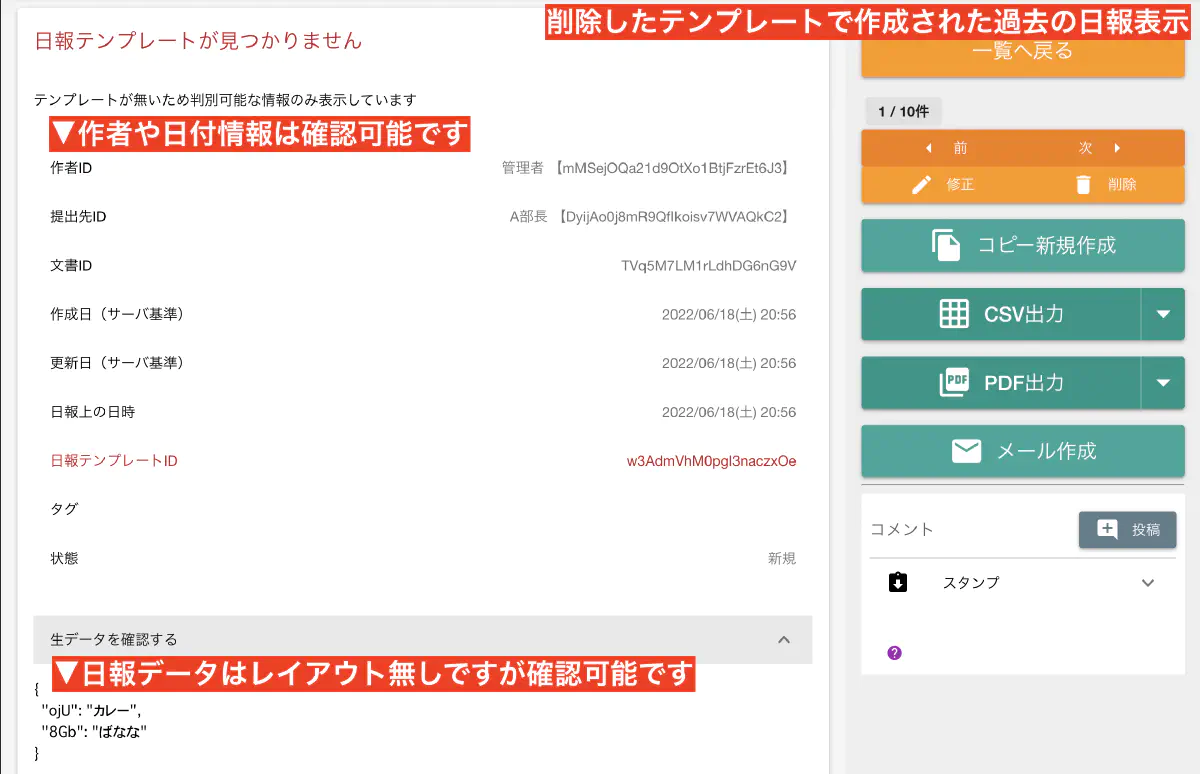 削除したテンプレートで作成された過去の日報表示
日報テンプレートが見つかりません
テンプレートが無いため判別可能な情報のみ表示しています
▼作者や日付情報は確認可能です
作者ID 管理者 【mMSejOQa21d9OtXo1BtjFzrEt6J3】
提出先ID A部長 【DyijAo0j8mR9QfIkoisv7WVAQkC2】
文書ID TVq5M7LM1rLdhDG6nG9V
作成日（サーバ基準） 2022/06/18(土) 20:56
更新日（サーバ基準） 2022/06/18(土) 20:56
日報上の日時 2022/06/18(土) 20:56
日報テンプレートID w3AdmVhM0pgl3naczxOe
タグ
状態 新規
生データを確認する
▼日報データはレイアウト無しですが確認可能です
{
"ojU": "カレー",
"8Gb": "ばなな"
}
一覧へ戻る
1 / 10件
前 次
修正 削除
コピー新規作成
CSV出力
PDF PDF出力
メール作成
コメント 投稿
スタンプ
?